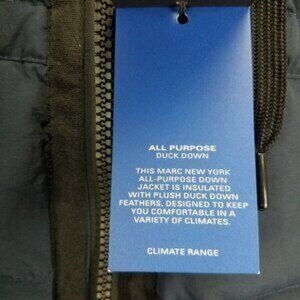 ALL PURPOSE
DUCK DOWN
THIS MARC NEW YORK
ALL-PURPOSE DOWN
JACKET IS INSULATED
WITH PLUSH DUCK DOWN
FEATHERS, DESIGNED TO KEEP
YOU COMFORTABLE IN A
VARIETY OF CLIMATES.
CLIMATE RANGE